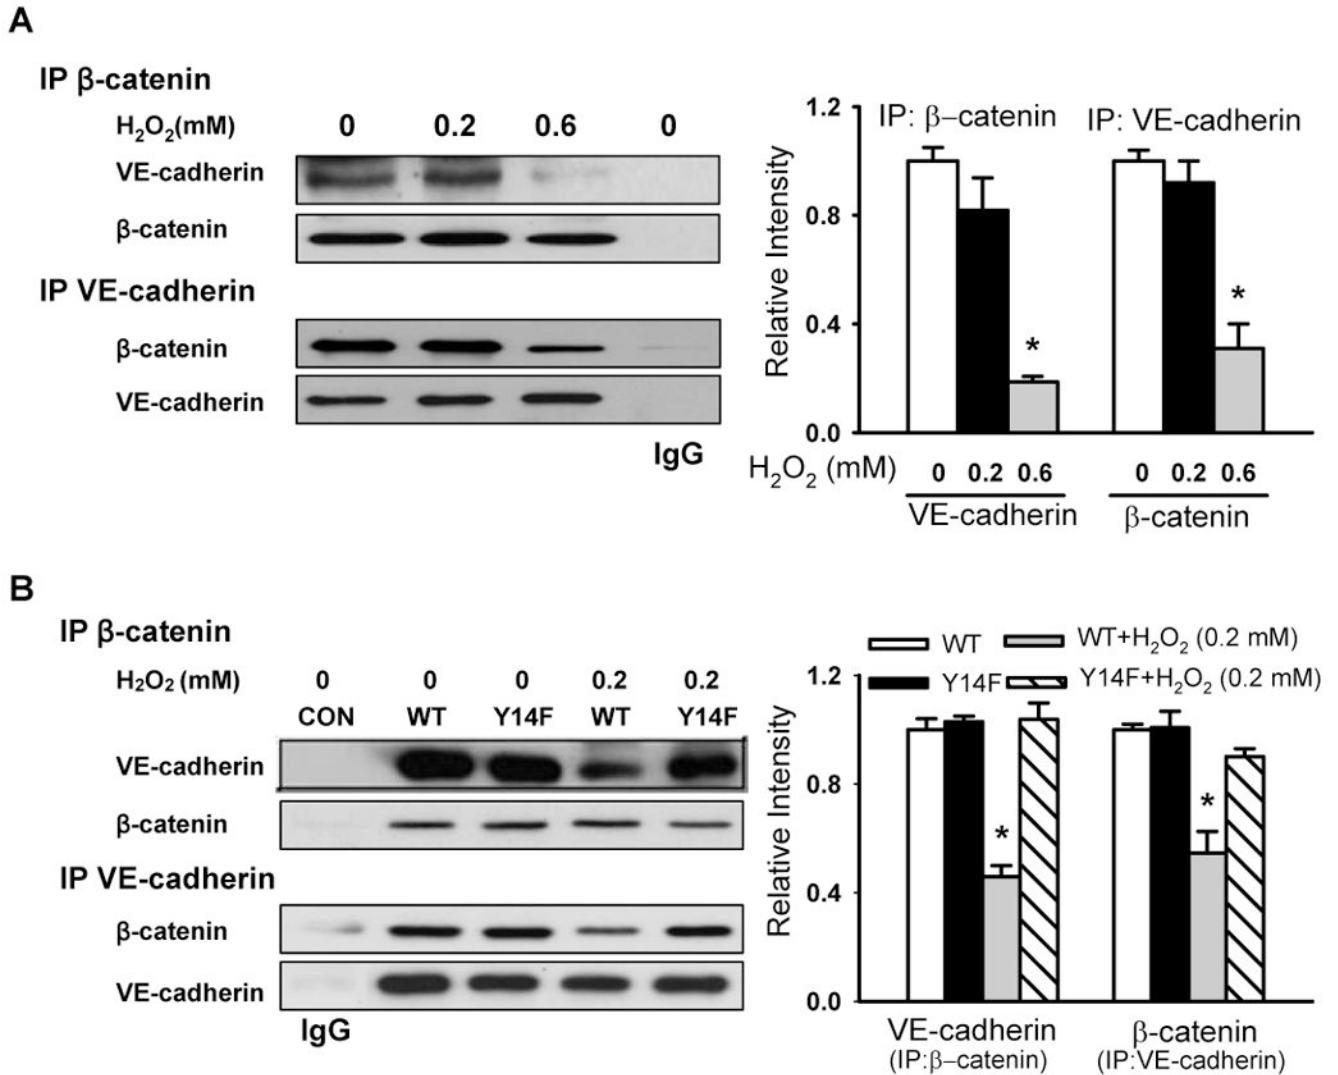 A
IP β-catenin
H₂O₂(mM) 0 0.2 0.6 0
VE-cadherin
β-catenin
IP VE-cadherin
β-catenin
VE-cadherin
IgG
1.2
0.8
0.4
0.0
Relative Intensity
IP: β–catenin IP: VE-cadherin
*
*
H₂O₂ (mM) 0 0.2 0.6 0 0.2 0.6
VE-cadherin β-catenin
B
IP β-catenin
H₂O₂ (mM) 0 0 0 0.2 0.2
CON WT Y14F WT Y14F
VE-cadherin
β-catenin
IP VE-cadherin
β-catenin
VE-cadherin
IgG
WT WT+H₂O₂ (0.2 mM)
Y14F Y14F+H₂O₂ (0.2 mM)
1.2
0.8
0.4
0.0
Relative Intensity
*
*
VE-cadherin β-catenin
(IP:β–catenin) (IP:VE-cadherin)